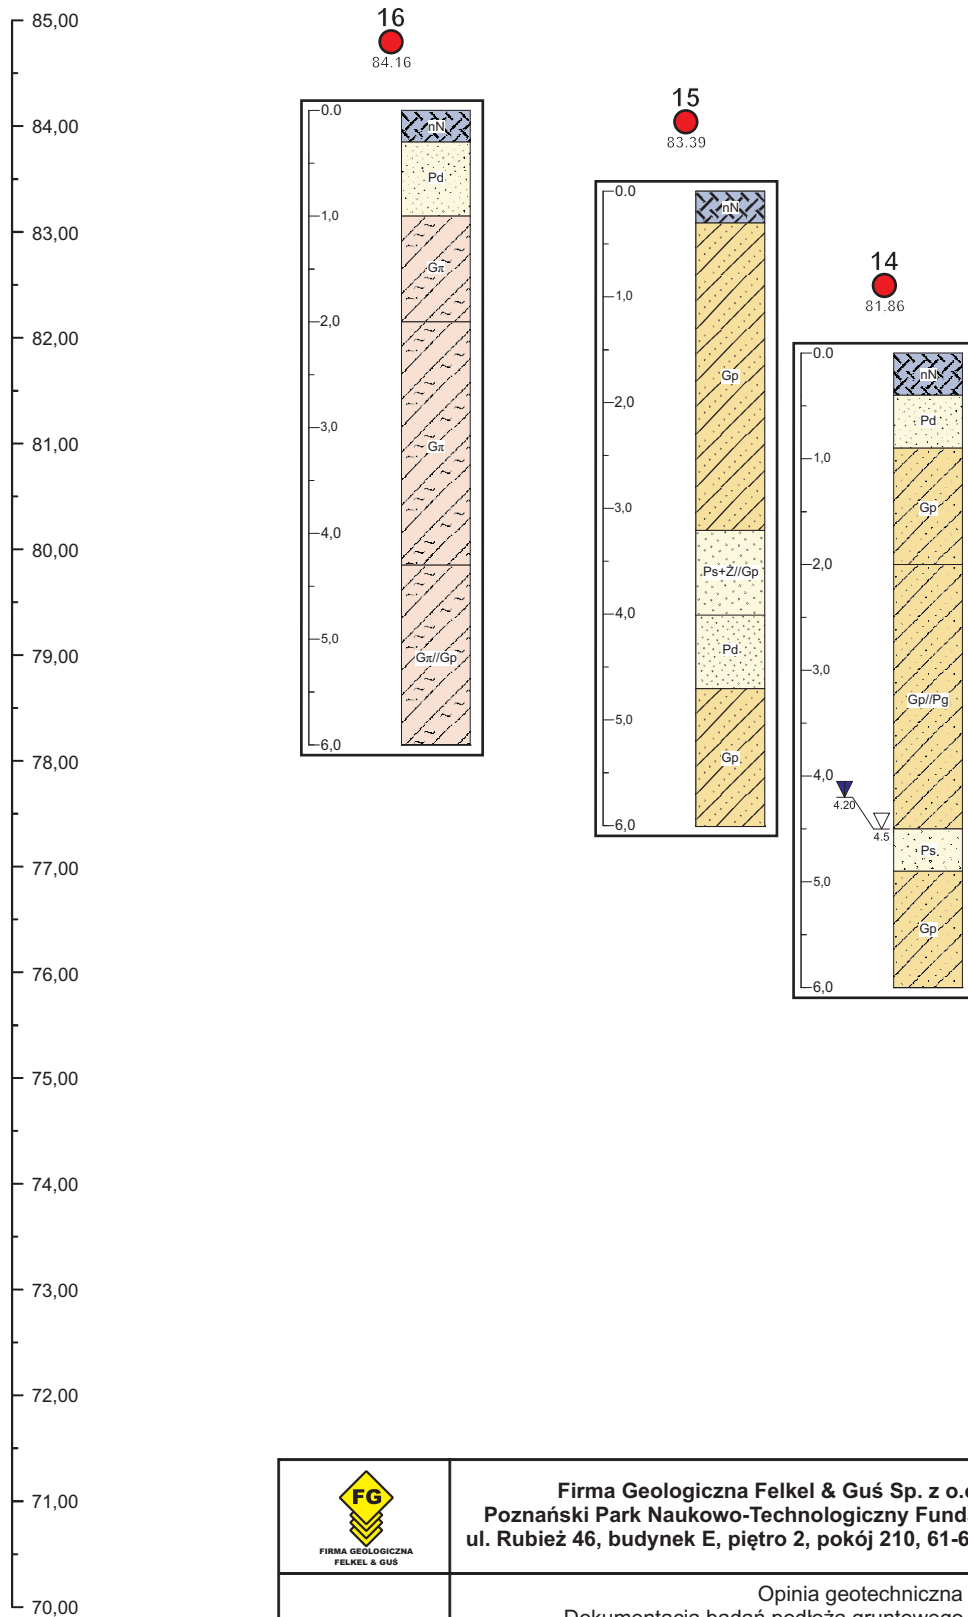 85,00
84,00
83,00
82,00
81,00
80,00
79,00
78,00
77,00
76,00
75,00
74,00
73,00
72,00
71,00
70,00
16
84.16
0.0
1,0
2,0
3,0
4,0
5,0
6,0
nN
Pd
Gπ
Gπ
Gπ//Gp
15
83.39
0.0
1,0
2,0
3,0
4,0
5,0
6,0
nN
Gp
Ps+Ż//Gp
Pd
Gp
14
81.86
0.0
1,0
2,0
3,0
4,0
5,0
6,0
nN
Pd
Gp
Gp//Pg
4.20
4.5
Ps
Gp
FG
FIRMA GEOLOGICZNA
FELKEL & GUŚ
Firma Geologiczna Felkel & Guś Sp. z o.
Poznański Park Naukowo-Technologiczny Fund
ul. Rubież 46, budynek E, piętro 2, pokój 210, 61-6
Opinia geotechniczna
Dokumentacja badań podłoża gruntowego